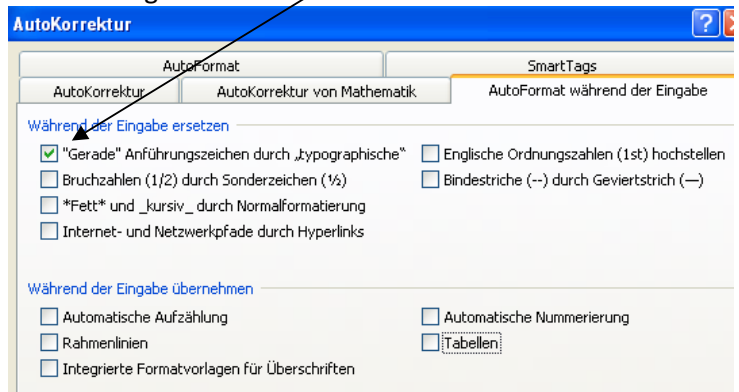 AutoKorrektur
AutoFormat SmartTags
AutoKorrektur AutoKorrektur von Mathematik AutoFormat während der Eingabe
Während der Eingabe ersetzen
"Gerade" Anführungszeichen durch „typographische“ Englische Ordnungszahlen (1st) hochstellen
Bruchzahlen (1/2) durch Sonderzeichen (½) Bindestriche (--) durch Geviertstrich (—)
*Fett* und _kursiv_ durch Normalformatierung
Internet- und Netzwerkpfade durch Hyperlinks
Während der Eingabe übernehmen
Automatische Aufzählung Automatische Nummerierung
Rahmenlinien Tabellen
Integrierte Formatvorlagen für Überschriften